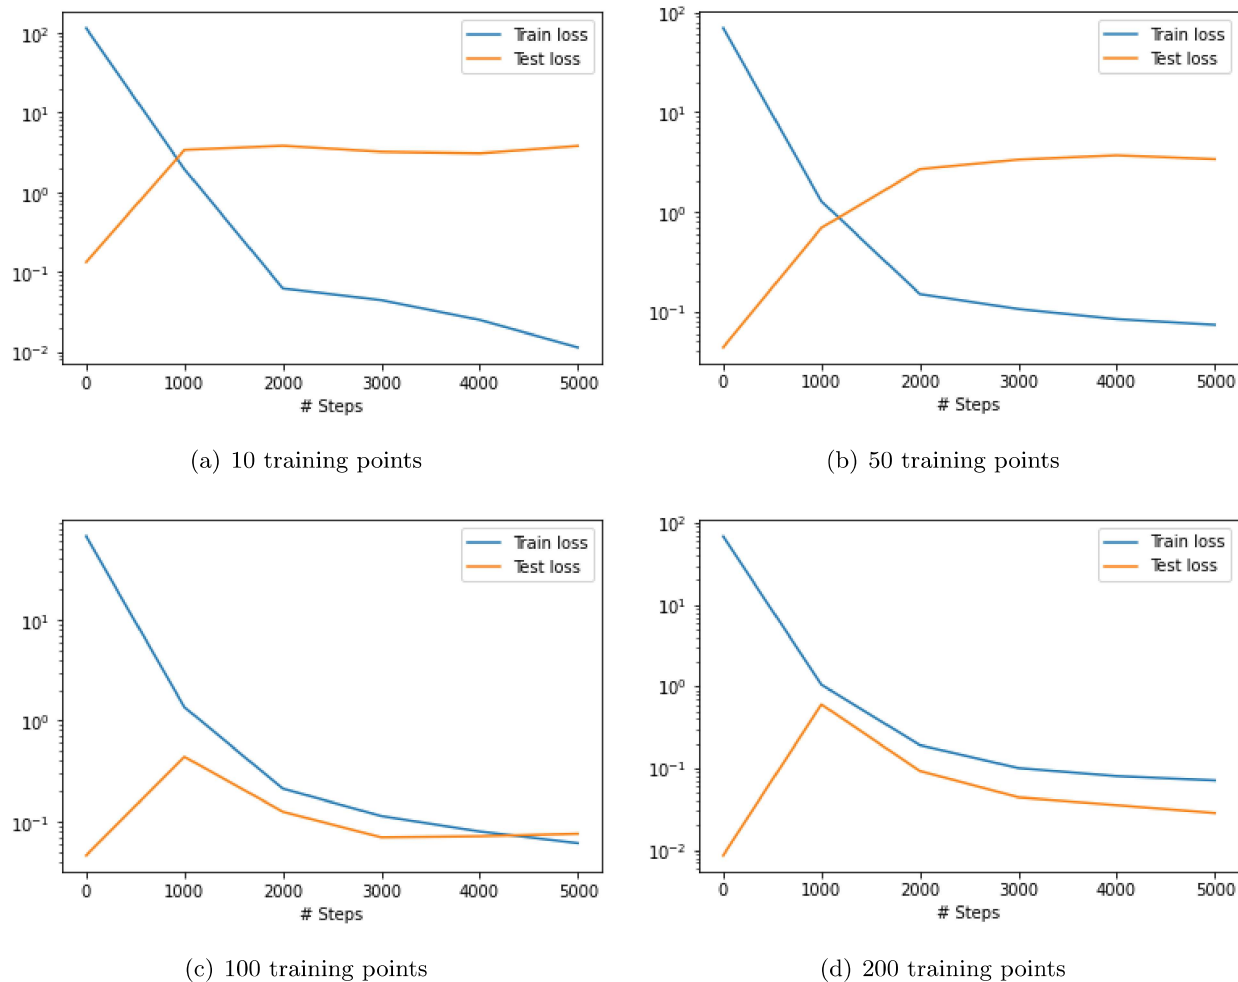 Train loss
Test loss
10²
10¹
10⁰
10⁻¹
10⁻²
0 1000 2000 3000 4000 5000
# Steps
(a) 10 training points
Train loss
Test loss
10²
10¹
10⁰
10⁻¹
0 1000 2000 3000 4000 5000
# Steps
(b) 50 training points
Train loss
Test loss
10¹
10⁰
10⁻¹
0 1000 2000 3000 4000 5000
# Steps
(c) 100 training points
Train loss
Test loss
10²
10¹
10⁰
10⁻¹
10⁻²
0 1000 2000 3000 4000 5000
# Steps
(d) 200 training points